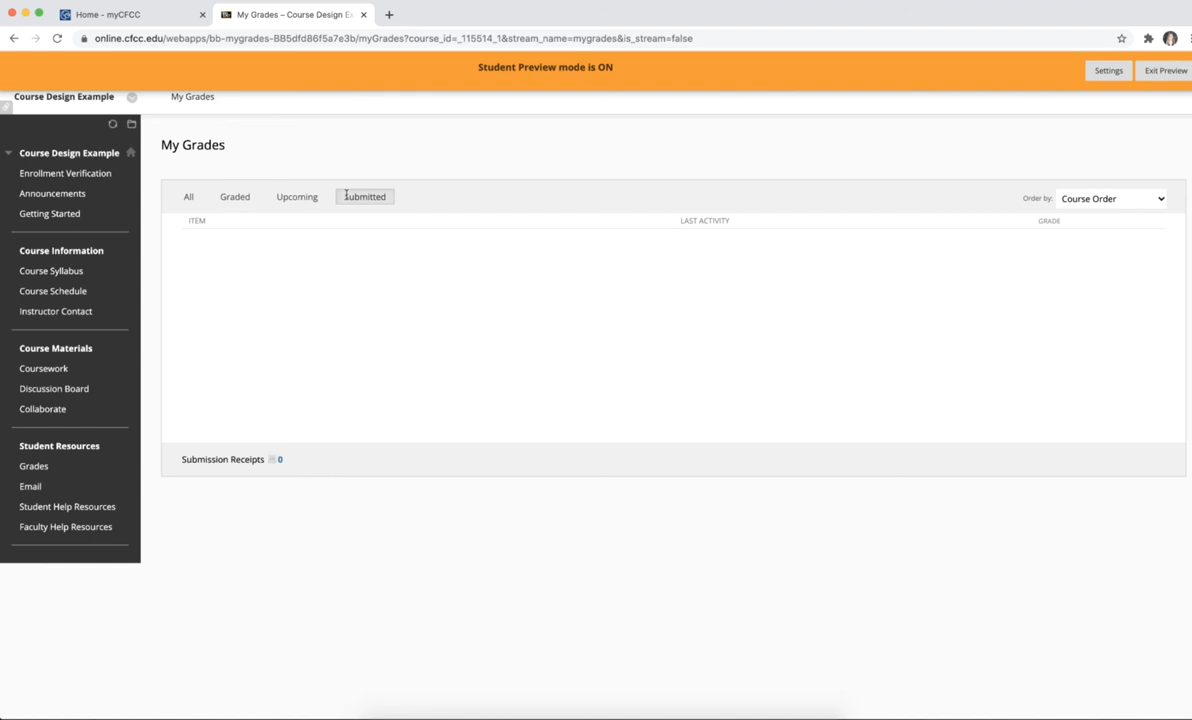 Home - myCFCC
My Grades – Course Design Ex
online.cfcc.edu/webapps/bb-mygrades-BB5dfd86f5a7e3b/myGrades?course_id=_115514_1&stream_name=mygrades&is_stream=false
Student Preview mode is ON
Settings
Exit Preview
Course Design Example
My Grades
Course Design Example
Enrollment Verification
Announcements
Getting Started
Course Information
Course Syllabus
Course Schedule
Instructor Contact
Course Materials
Coursework
Discussion Board
Collaborate
Student Resources
Grades
Email
Student Help Resources
Faculty Help Resources
My Grades
All Graded Upcoming Submitted
Order by: Course Order
ITEM LAST ACTIVITY GRADE
Submission Receipts 0